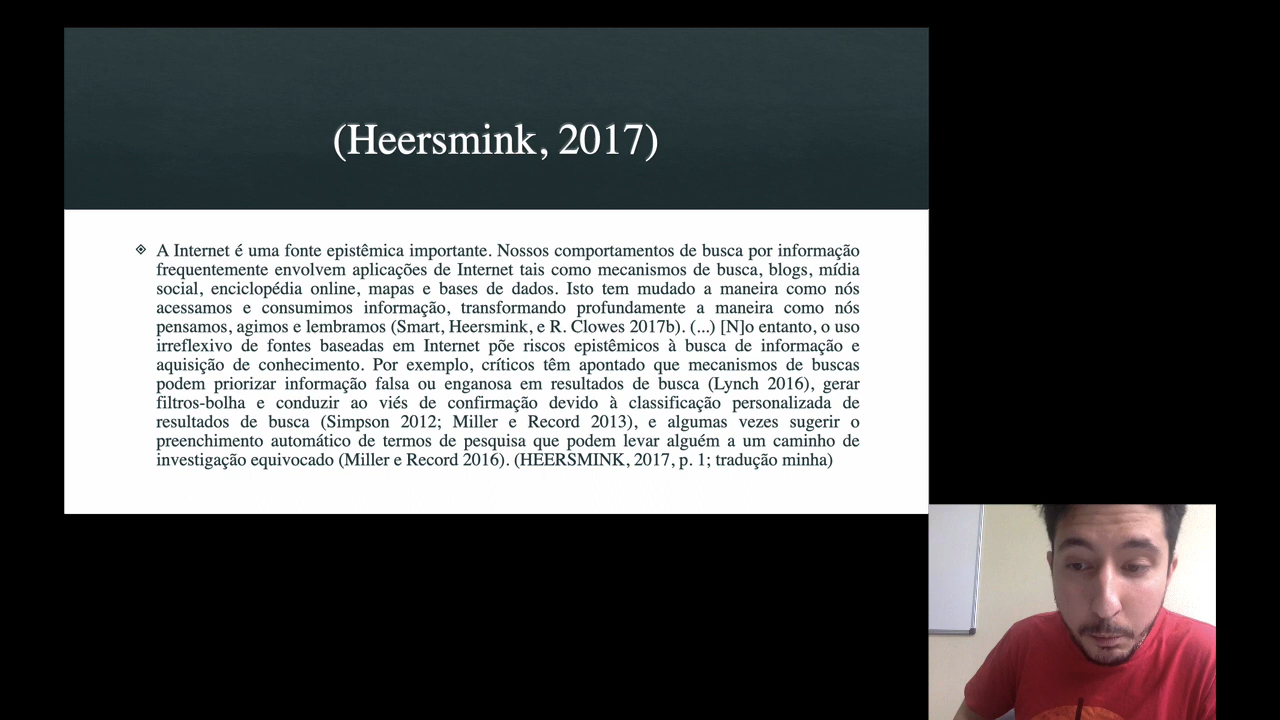 (Heersmink, 2017)
A Internet é uma fonte epistêmica importante. Nossos comportamentos de busca por informação
frequentemente envolvem aplicações de Internet tais como mecanismos de busca, blogs, mídia
social, enciclopédia online, mapas e bases de dados. Isto tem mudado a maneira como nós
acessamos e consumimos informação, transformando profundamente a maneira como nós
pensamos, agimos e lembramos (Smart, Heersmink, e R. Clowes 2017b). (...) [N]o entanto, o uso
irreflexivo de fontes baseadas em Internet põe riscos epistêmicos à busca de informação e
aquisição de conhecimento. Por exemplo, críticos têm apontado que mecanismos de buscas
podem priorizar informação falsa ou enganosa em resultados de busca (Lynch 2016), gerar
filtros-bolha e conduzir ao viés de confirmação devido à classificação personalizada de
resultados de busca (Simpson 2012; Miller e Record 2013), e algumas vezes sugerir o
preenchimento automático de termos de pesquisa que podem levar alguém a um caminho de
investigação equivocado (Miller e Record 2016). (HEERSMINK, 2017, p. 1; tradução minha)